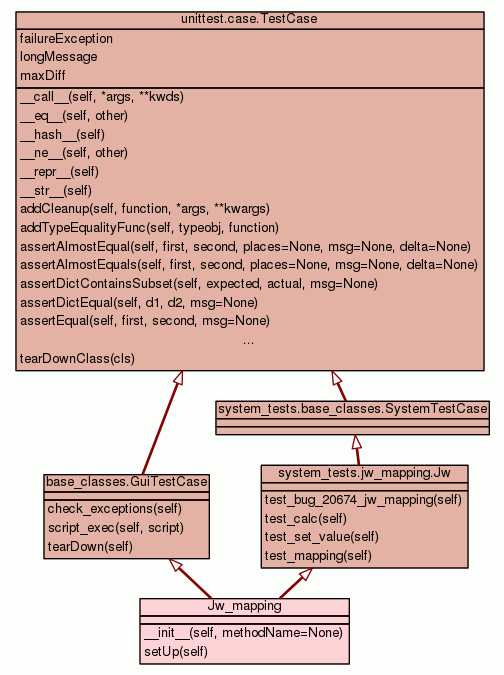 unittest.case.TestCase
failureException
longMessage
maxDiff
__call__(self, *args, **kwds)
__eq__(self, other)
__hash__(self)
__ne__(self, other)
__repr__(self)
__str__(self)
addCleanup(self, function, *args, **kwargs)
addTypeEqualityFunc(self, typeobj, function)
assertAlmostEqual(self, first, second, places=None, msg=None, delta=None)
assertAlmostEquals(self, first, second, places=None, msg=None, delta=None)
assertDictContainsSubset(self, expected, actual, msg=None)
assertDictEqual(self, d1, d2, msg=None)
assertEqual(self, first, second, msg=None)
...
tearDownClass(cls)
system_tests.base_classes.SystemTestCase
base_classes.GuiTestCase
check_exceptions(self)
script_exec(self, script)
tearDown(self)
system_tests.jw_mapping.Jw
test_bug_20674_jw_mapping(self)
test_calc(self)
test_set_value(self)
test_mapping(self)
Jw_mapping
__init__(self, methodName=None)
setUp(self)